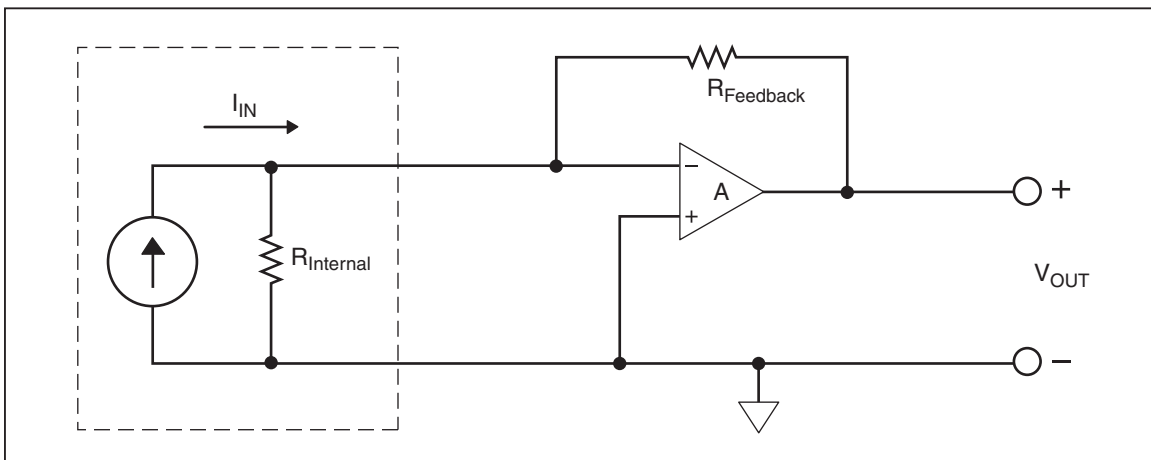 R_Feedback
I_IN
−
A
+
+
R_Internal
V_OUT
−